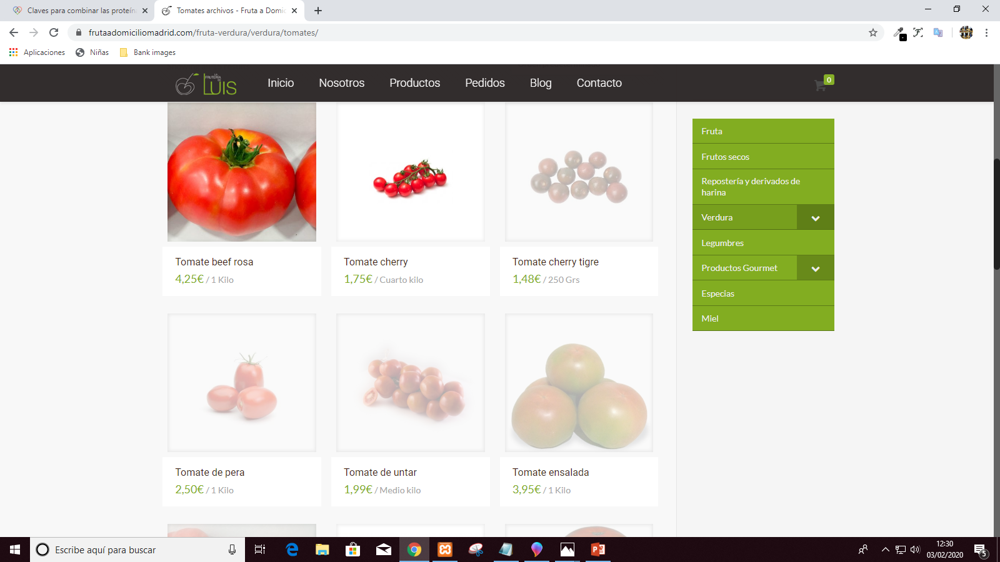 Claves para combinar las proteín
Tomates archivos - Fruta a Domic
frutaadomiciliomadrid.com/fruta-verdura/verdura/tomates/
Aplicaciones
Niñas
Bank images
LA
FRUTERÍA
DE
LUIS
Inicio
Nosotros
Productos
Pedidos
Blog
Contacto
0
Tomate beef rosa
4,25€ / 1 Kilo
Tomate cherry
1,75€ / Cuarto kilo
Tomate cherry tigre
1,48€ / 250 Grs
Tomate de pera
2,50€ / 1 Kilo
Tomate de untar
1,99€ / Medio kilo
Tomate ensalada
3,95€ / 1 Kilo
Fruta
Frutos secos
Repostería y derivados de
harina
Verdura
Legumbres
Productos Gourmet
Especias
Miel
Escribe aquí para buscar
12:30
03/02/2020
5